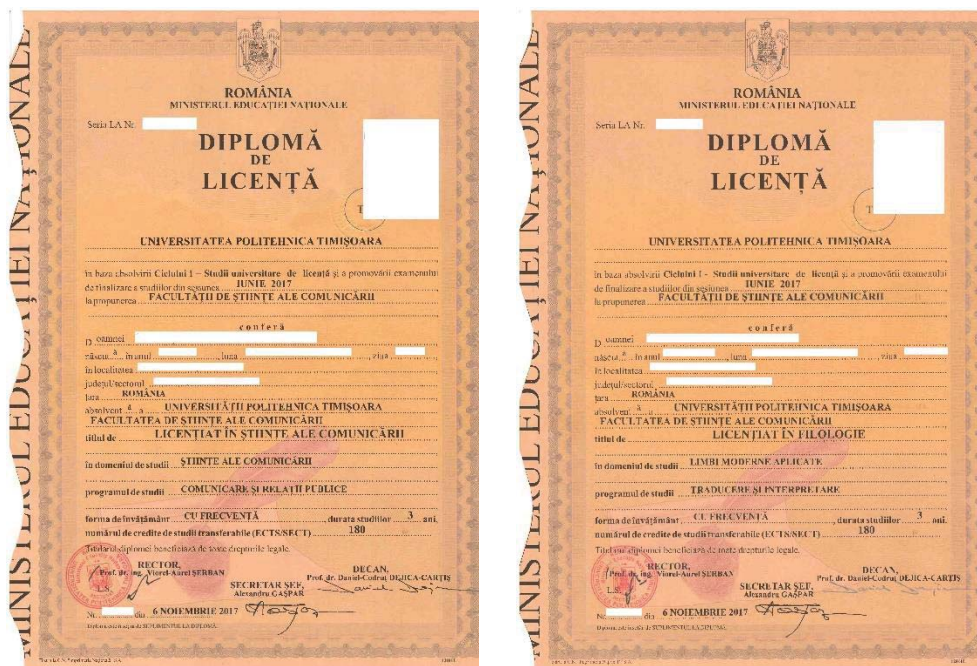 MINISTERUL EDUCAȚIEI NAȚIONALE
ROMÂNIA
MINISTERUL EDUCAȚIEI NAȚIONALE
Seria LA Nr.
DIPLOMĂ
DE
LICENȚĂ
UNIVERSITATEA POLITEHNICA TIMIȘOARA
în baza absolvirii Ciclului I – Studii universitare de licență și a promovării examenului
de finalizare a studiilor din sesiunea IUNIE 2017
la propunerea FACULTĂȚII DE ȘTIINȚE ALE COMUNICĂRII
conferă
D oamnei
născut ă în anul , luna , ziua
în localitatea
județul/sectorul
țara ROMÂNIA
absolvent ă a UNIVERSITĂȚII POLITEHNICA TIMIȘOARA
FACULTATEA DE ȘTIINȚE ALE COMUNICĂRII
titlul de LICENȚIAT ÎN ȘTIINȚE ALE COMUNICĂRII
în domeniul de studii ȘTIINȚE ALE COMUNICĂRII
programul de studii COMUNICARE ȘI RELAȚII PUBLICE
forma de învățământ CU FRECVENȚĂ , durata studiilor 3 ani,
numărul de credite de studii transferabile (ECTS/SECT) 180
Titularul diplomei beneficiază de toate drepturile legale.
RECTOR,
Prof. dr. ing. Viorel-Aurel ȘERBAN
L.S.
SECRETAR ȘEF,
Alexandru GAȘPAR
DECAN,
Prof. dr. Daniel-Codruț DEJICA-CARȚIȘ
Nr. din 6 NOIEMBRIE 2017
MINISTERUL EDUCAȚIEI NAȚIONALE
ROMÂNIA
MINISTERUL EDUCAȚIEI NAȚIONALE
Seria LA Nr.
DIPLOMĂ
DE
LICENȚĂ
UNIVERSITATEA POLITEHNICA TIMIȘOARA
în baza absolvirii Ciclului I - Studii universitare de licență și a promovării examenului
de finalizare a studiilor din sesiunea IUNIE 2017
la propunerea FACULTĂȚII DE ȘTIINȚE ALE COMUNICĂRII
conferă
D oamnei
născut ă în anul , luna , ziua
în localitatea
județul/sectorul
țara ROMÂNIA
absolvent ă a UNIVERSITĂȚII POLITEHNICA TIMIȘOARA
FACULTATEA DE ȘTIINȚE ALE COMUNICĂRII
titlul de LICENȚIAT ÎN FILOLOGIE
în domeniul de studii LIMBI MODERNE APLICATE
programul de studii TRADUCERE ȘI INTERPRETARE
forma de învățământ CU FRECVENȚĂ , durata studiilor 3 ani,
numărul de credite de studii transferabile (ECTS/SECT) 180
Titularul diplomei beneficiază de toate drepturile legale.
RECTOR,
Prof. dr. ing. Viorel-Aurel ȘERBAN
L.S.
SECRETAR ȘEF,
Alexandru GAȘPAR
DECAN,
Prof. dr. Daniel-Codruț DEJICA-CARȚIȘ
Nr. din 6 NOIEMBRIE 2017